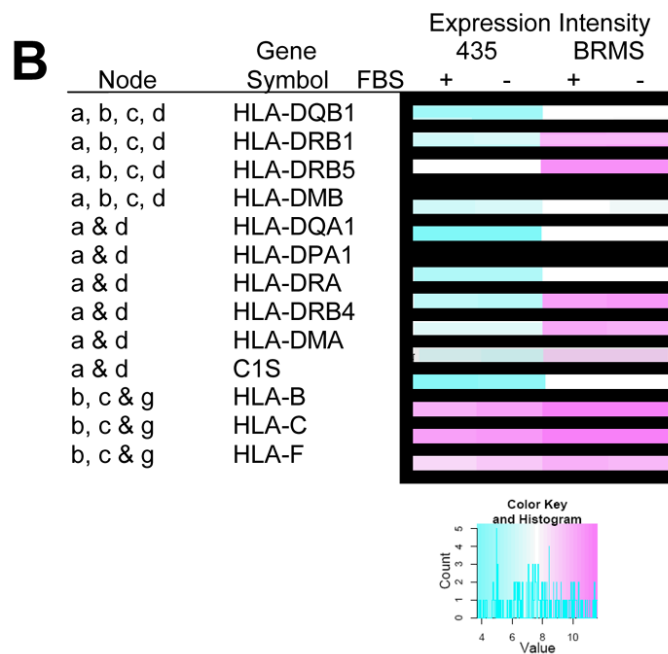 B
Expression Intensity
Gene 435 BRMS
Node Symbol FBS + - + -
a, b, c, d HLA-DQB1
a, b, c, d HLA-DRB1
a, b, c, d HLA-DRB5
a, b, c, d HLA-DMB
a & d HLA-DQA1
a & d HLA-DPA1
a & d HLA-DRA
a & d HLA-DRB4
a & d HLA-DMA
a & d C1S
b, c & g HLA-B
b, c & g HLA-C
b, c & g HLA-F
Color Key
and Histogram
Count
0 1 2 3 4 5
4 6 8 10
Value